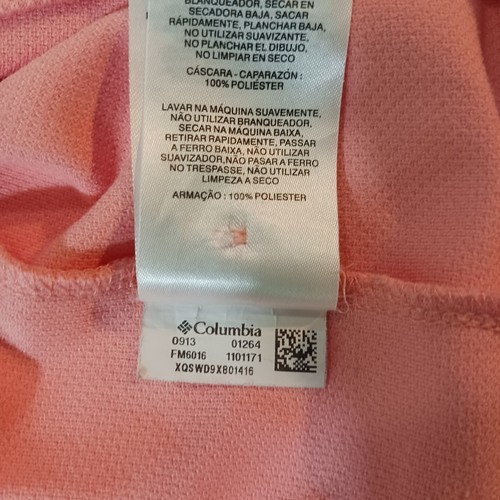 BLANQUEADOR, SECAR EN
SECADORA BAJA, SACAR
RÁPIDAMENTE, PLANCHAR BAJA,
NO UTILIZAR SUAVIZANTE,
NO PLANCHAR EL DIBUJO,
NO LIMPIAR EN SECO
CÁSCARA - CAPARAZÓN :
100% POLIÉSTER
LAVAR NA MÁQUINA SUAVEMENTE,
NÃO UTILIZAR BRANQUEADOR,
SECAR NA MÁQUINA BAIXA,
RETIRAR RAPIDAMENTE, PASSAR
A FERRO BAIXA, NÃO UTILIZAR
SUAVIZADOR,NÃO PASAR A FERRO
NO TRESPASSE, NÃO UTILIZAR
LIMPEZA A SECO
ARMAÇÃO : 100% POLIESTER
Columbia
0913 01264
FM6016 1101171
XQSWD9X801416